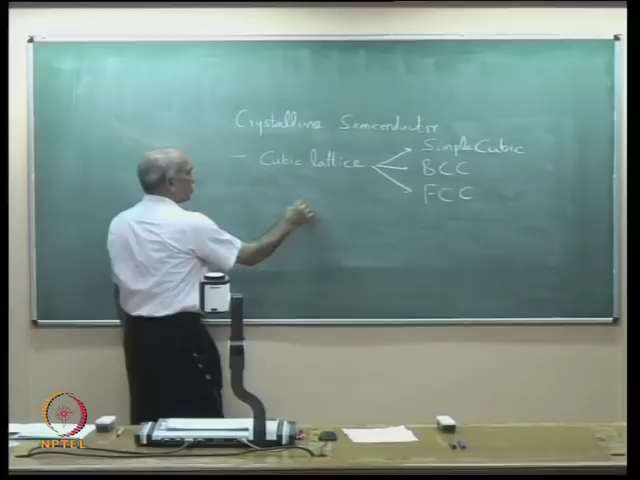 Crystalline Semiconductor
- Cubic lattice
Simple Cubic
BCC
FCC
NPTEL